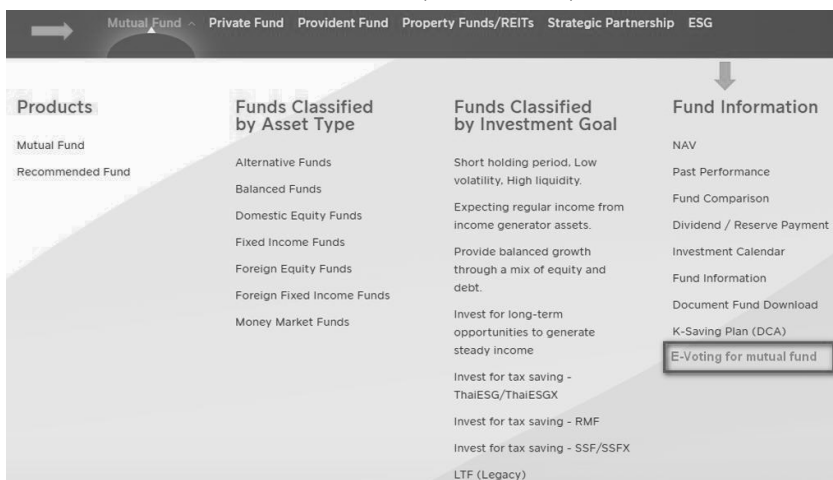 Mutual Fund Private Fund Provident Fund Property Funds/REITs Strategic Partnership ESG
Products
Mutual Fund
Recommended Fund
Funds Classified
by Asset Type
Alternative Funds
Balanced Funds
Domestic Equity Funds
Fixed Income Funds
Foreign Equity Funds
Foreign Fixed Income Funds
Money Market Funds
Funds Classified
by Investment Goal
Short holding period, Low
volatility, High liquidity.
Expecting regular income from
income generator assets.
Provide balanced growth
through a mix of equity and
debt.
Invest for long-term
opportunities to generate
steady income
Invest for tax saving -
ThaiESG/ThaiESGX
Invest for tax saving - RMF
Invest for tax saving - SSF/SSFX
LTF (Legacy)
Fund Information
NAV
Past Performance
Fund Comparison
Dividend / Reserve Payment
Investment Calendar
Fund Information
Document Fund Download
K-Saving Plan (DCA)
E-Voting for mutual fund